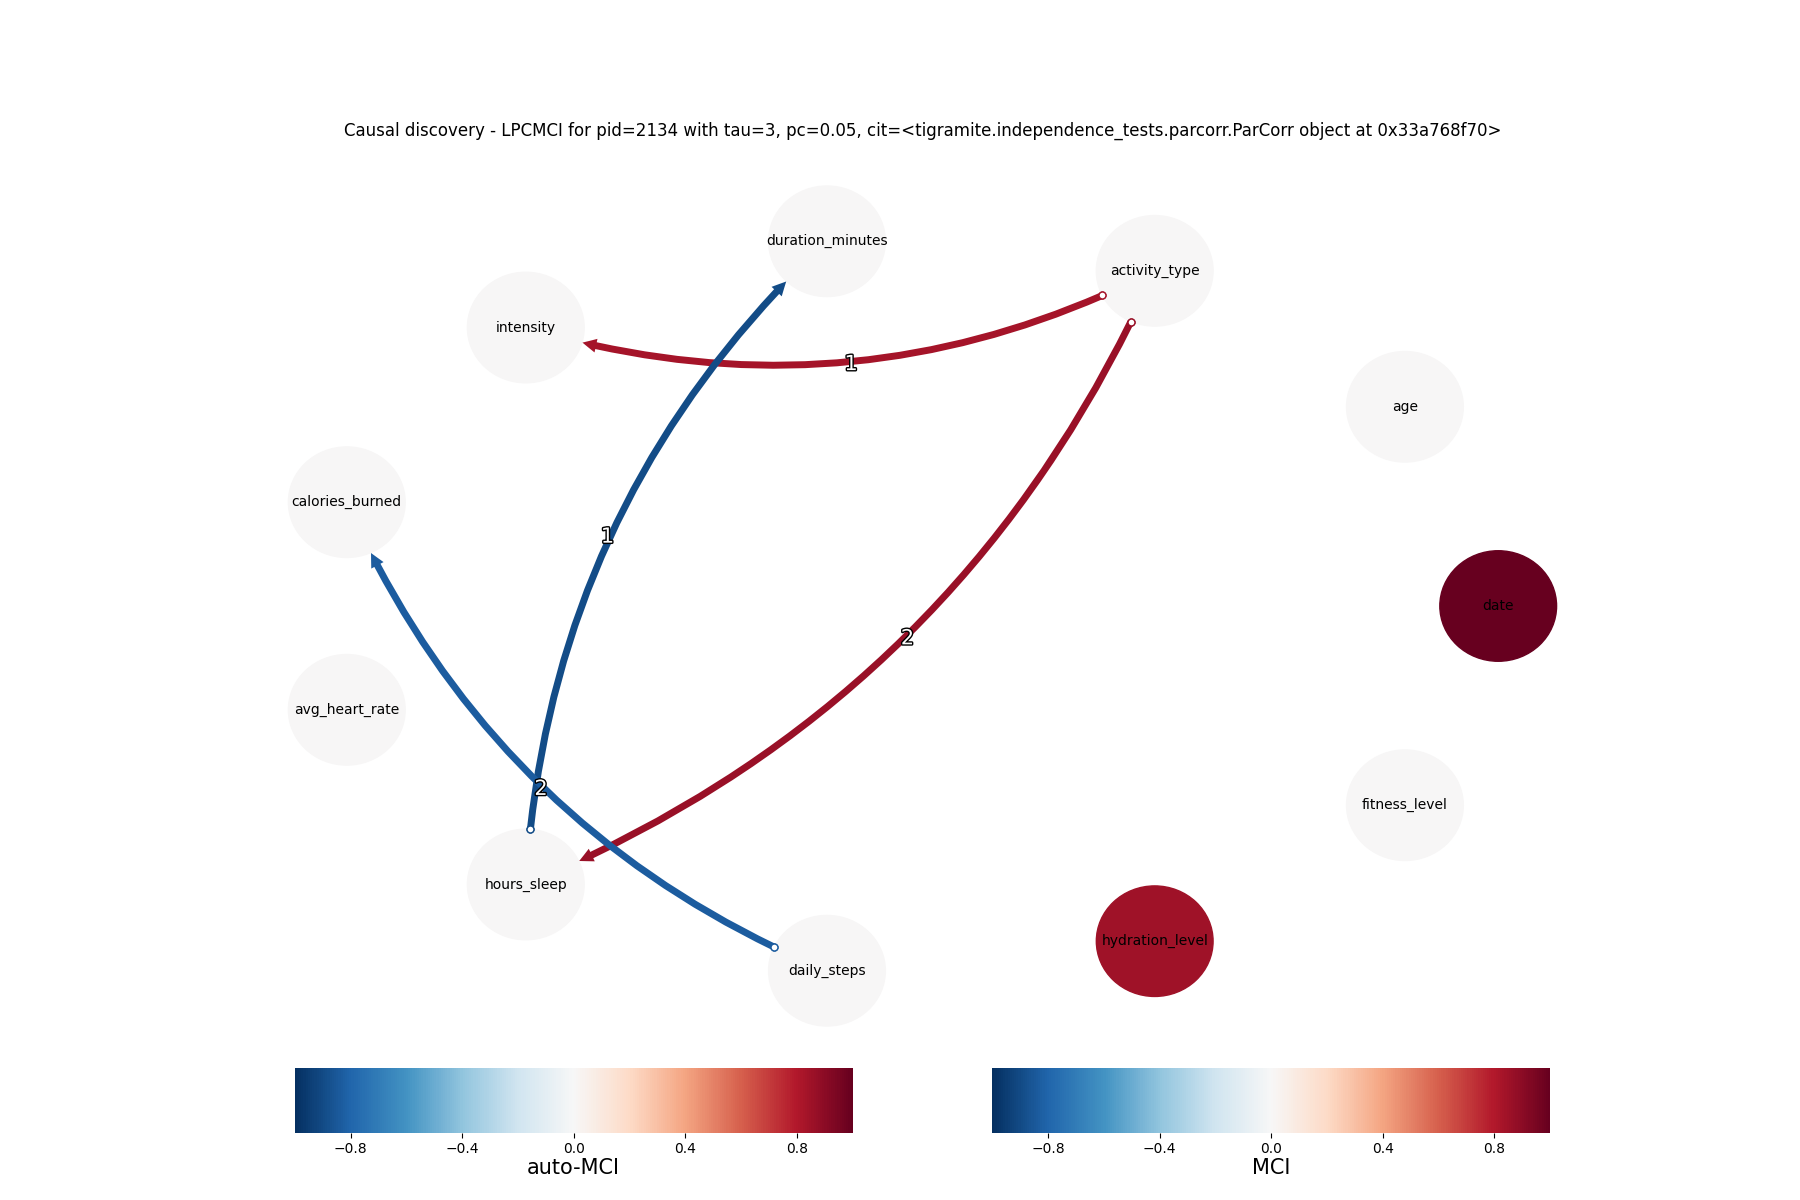 Causal discovery - LPCMCI for pid=2134 with tau=3, pc=0.05, cit=<tigramite.independence_tests.parcorr.ParCorr object at 0x33a768f70>
duration_minutes
activity_type
intensity
1
age
calories_burned
1
date
2
avg_heart_rate
2
fitness_level
hours_sleep
hydration_level
daily_steps
−0.8 −0.4 0.0 0.4 0.8
auto-MCI
−0.8 −0.4 0.0 0.4 0.8
MCI